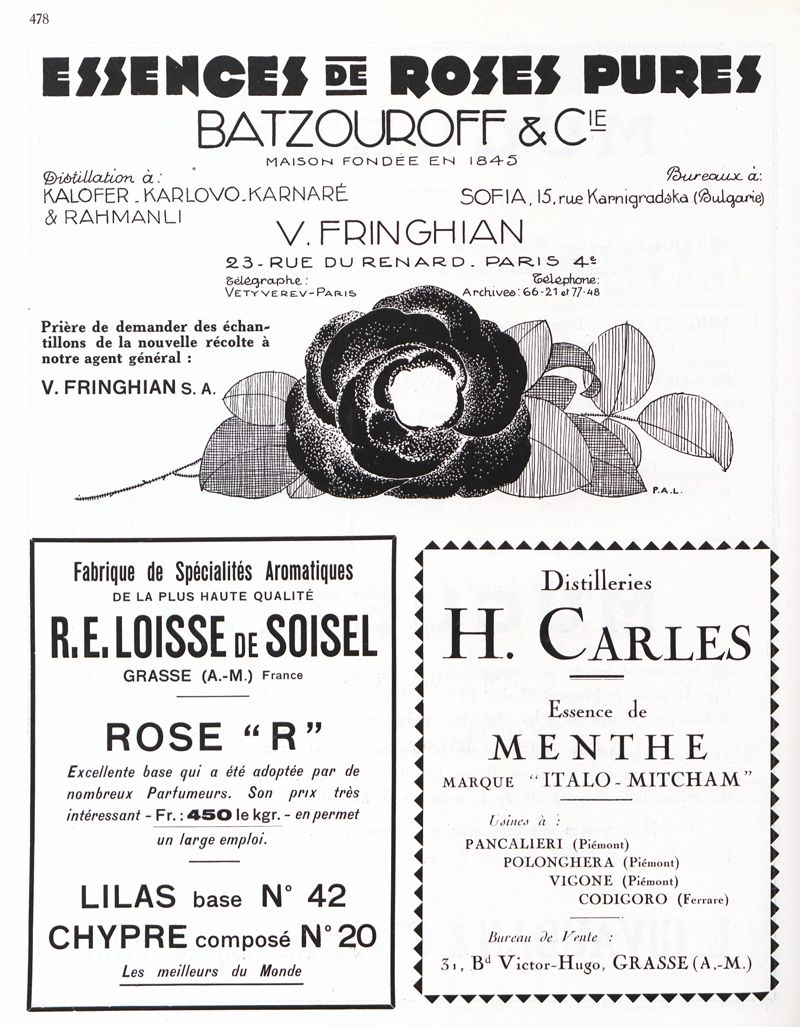 478
ESSENCES DE ROSES PURES
BATZOUROFF & CIE
MAISON FONDÉE EN 1845
Distillation à:
KALOFER - KARLOVO - KARNARÉ
& RAHMANLI
Bureaux à:
SOFIA, 15, rue Karnigradska (Bulgarie)
V. FRINGHIAN
23 - RUE DU RENARD - PARIS 4e
Télégraphe:
VETYVEREV-PARIS
Téléphone:
Archives: 66-21 et 77-48
Prière de demander des échan-
tillons de la nouvelle récolte à
notre agent général :
V. FRINGHIAN S. A.
P.A.L.
Fabrique de Spécialités Aromatiques
DE LA PLUS HAUTE QUALITÉ
R.E. LOISSE DE SOISEL
GRASSE (A.-M.) France
ROSE “R”
Excellente base qui a été adoptée par de
nombreux Parfumeurs. Son prix très
intéressant - Fr. : 450 le kgr. - en permet
un large emploi.
LILAS base N° 42
CHYPRE composé N° 20
Les meilleurs du Monde
Distilleries
H. CARLES
Essence de
MENTHE
MARQUE “ITALO-MITCHAM”
Usines à :
PANCALIERI (Piémont)
POLONGHERA (Piémont)
VIGONE (Piémont)
CODIGORO (Ferrare)
Bureau de Vente :
31, Bd Victor-Hugo, GRASSE (A.-M.)